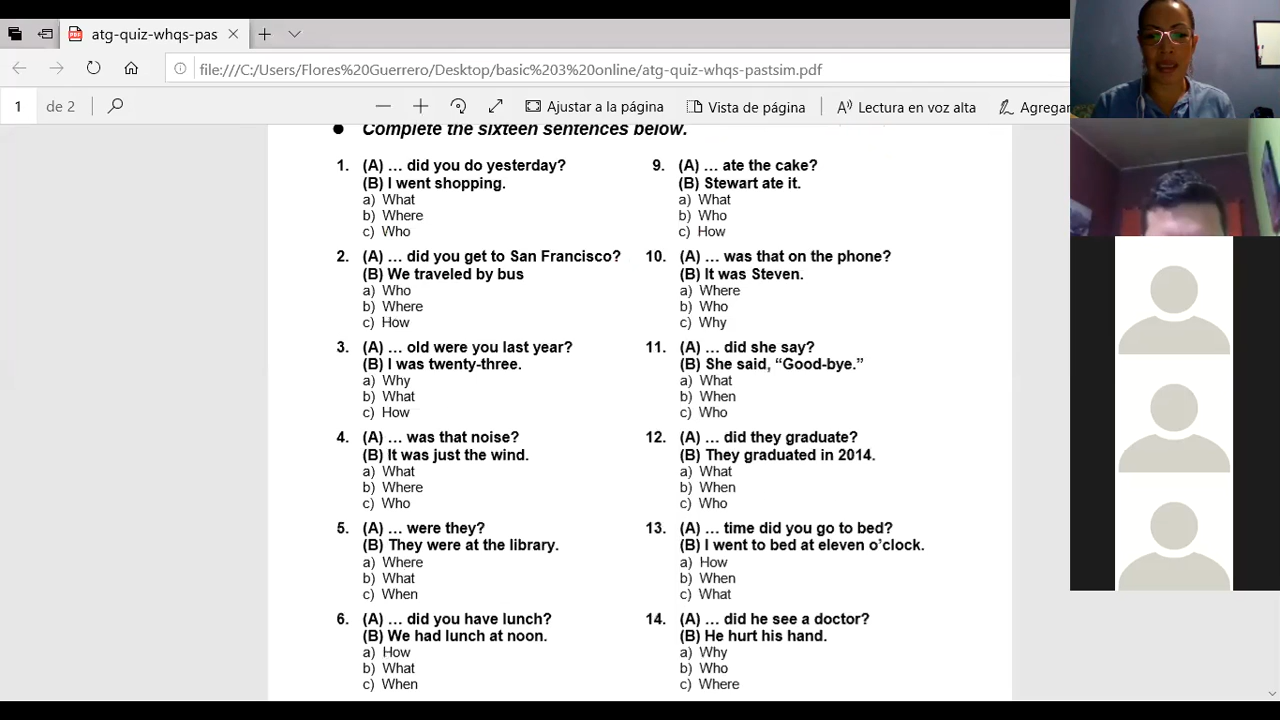 atg-quiz-whqs-pas
file:///C:/Users/Flores%20Guerrero/Desktop/basic%203%20online/atg-quiz-whqs-pastsim.pdf
1 de 2 Ajustar a la página Vista de página Lectura en voz alta Agregar
Complete the sixteen sentences below.
1. (A) … did you do yesterday?
(B) I went shopping.
a) What
b) Where
c) Who
2. (A) … did you get to San Francisco?
(B) We traveled by bus
a) Who
b) Where
c) How
3. (A) … old were you last year?
(B) I was twenty-three.
a) Why
b) What
c) How
4. (A) … was that noise?
(B) It was just the wind.
a) What
b) Where
c) Who
5. (A) … were they?
(B) They were at the library.
a) Where
b) What
c) When
6. (A) … did you have lunch?
(B) We had lunch at noon.
a) How
b) What
c) When
9. (A) … ate the cake?
(B) Stewart ate it.
a) What
b) Who
c) How
10. (A) … was that on the phone?
(B) It was Steven.
a) Where
b) Who
c) Why
11. (A) … did she say?
(B) She said, “Good-bye.”
a) What
b) When
c) Who
12. (A) … did they graduate?
(B) They graduated in 2014.
a) What
b) When
c) Who
13. (A) … time did you go to bed?
(B) I went to bed at eleven o’clock.
a) How
b) When
c) What
14. (A) … did he see a doctor?
(B) He hurt his hand.
a) Why
b) Who
c) Where